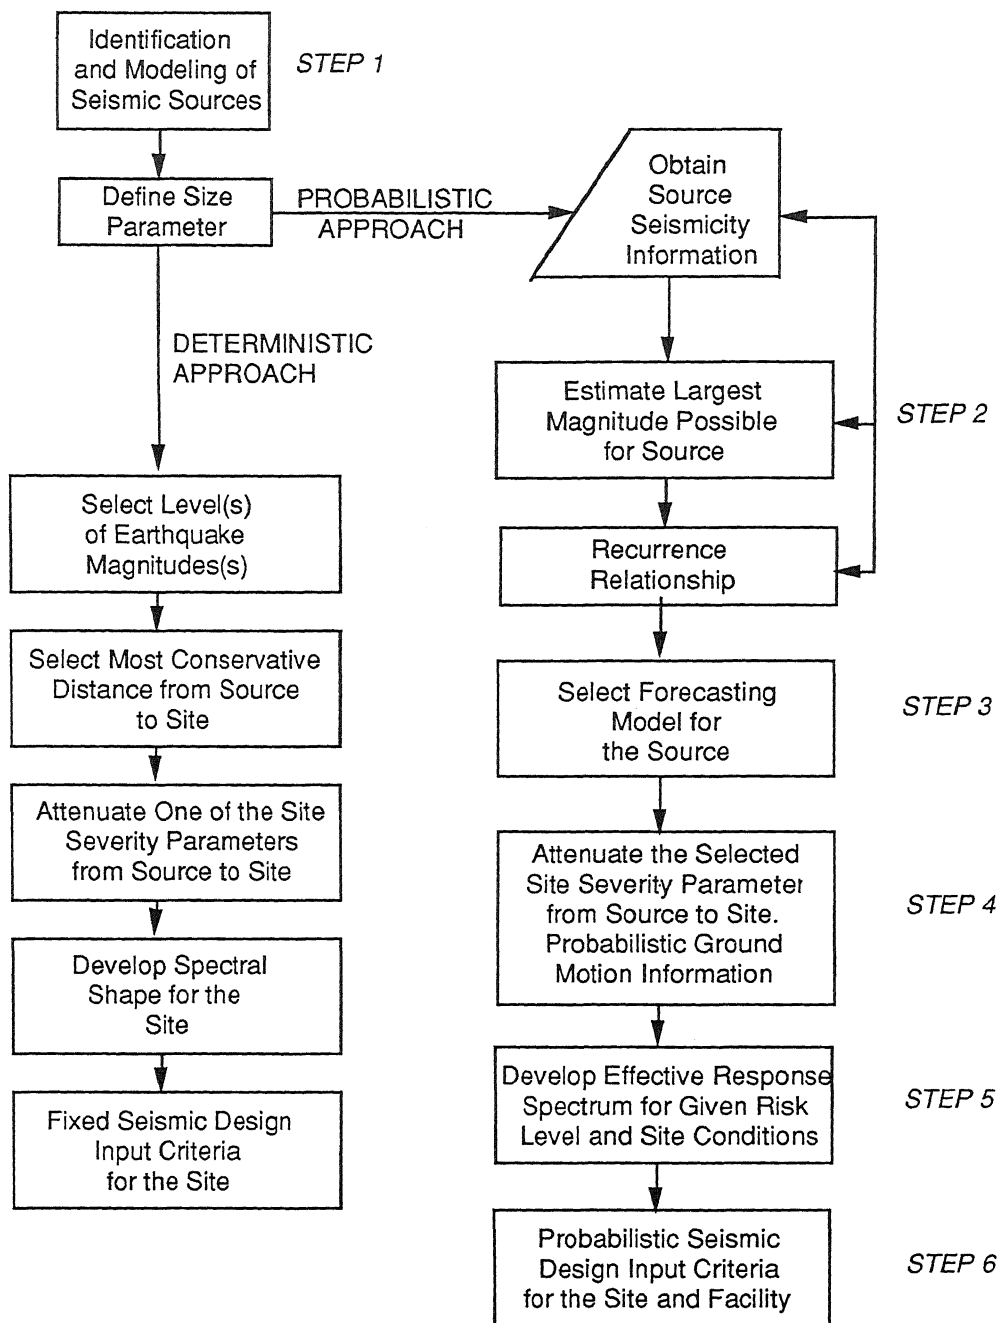 Identification
and Modeling of
Seismic Sources
STEP 1
Define Size
Parameter
PROBABILISTIC
APPROACH
Obtain
Source
Seismicity
Information
DETERMINISTIC
APPROACH
Estimate Largest
Magnitude Possible
for Source
STEP 2
Recurrence
Relationship
Select Level(s)
of Earthquake
Magnitudes(s)
Select Most Conservative
Distance from Source
to Site
Select Forecasting
Model for
the Source
STEP 3
Attenuate One of the Site
Severity Parameters
from Source to Site
Attenuate the Selected
Site Severity Parameter
from Source to Site.
Probabilistic Ground
Motion Information
STEP 4
Develop Spectral
Shape for the
Site
Develop Effective Response
Spectrum for Given Risk
Level and Site Conditions
STEP 5
Fixed Seismic Design
Input Criteria
for the Site
Probabilistic Seismic
Design Input Criteria
for the Site and Facility
STEP 6